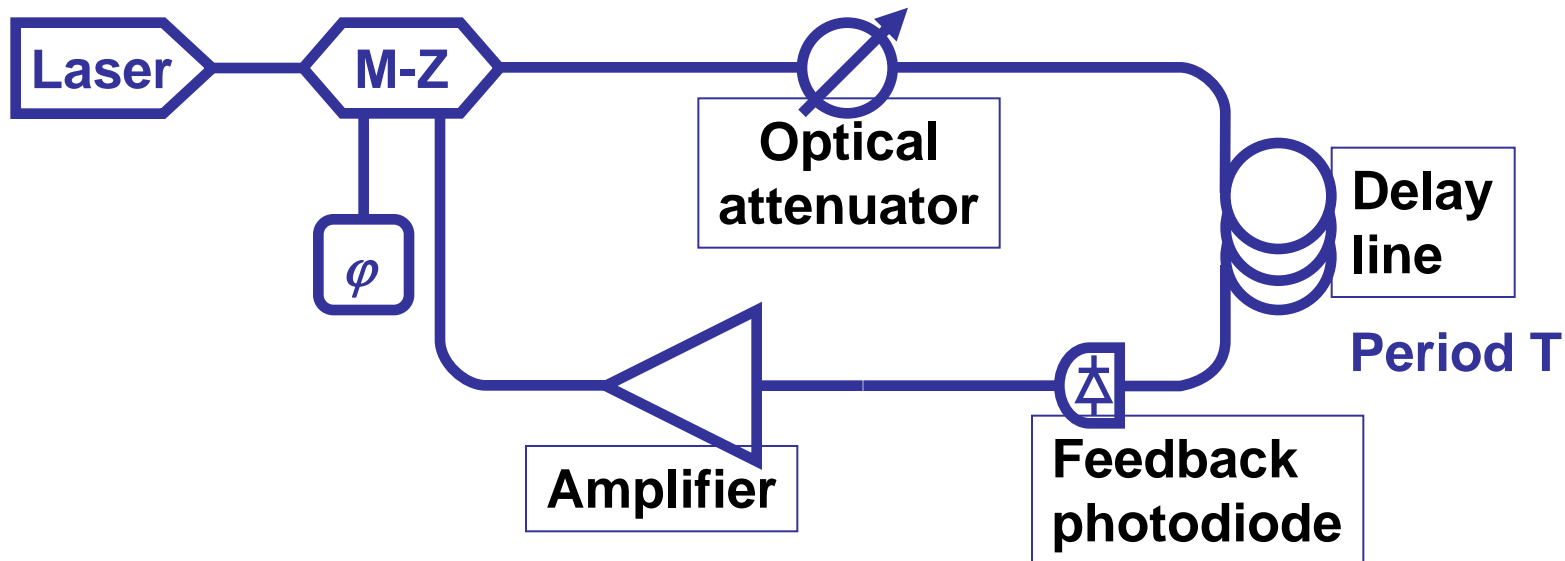 Laser
M-Z
Optical
attenuator
Delay
line
Period T
φ
Amplifier
Feedback
photodiode